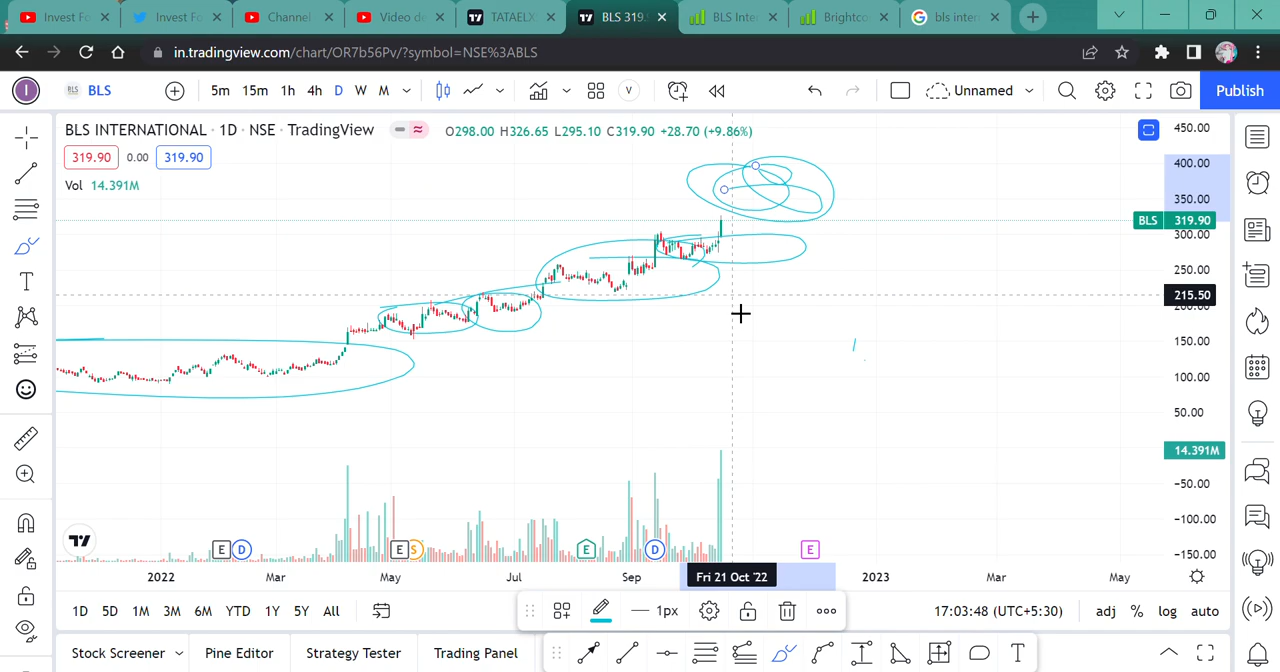 Invest Fo
Invest Fo
Channel
Video de
TATAELX
BLS 319.
BLS Inter
Brightco
bls intern
in.tradingview.com/chart/OR7b56Pv/?symbol=NSE%3ABLS
I
BLS
BLS
5m 15m 1h 4h D W M
V
Unnamed
Publish
BLS INTERNATIONAL · 1D · NSE · TradingView
O298.00 H326.65 L295.10 C319.90 +28.70 (+9.86%)
319.90 0.00 319.90
Vol 14.391M
450.00
400.00
350.00
BLS 319.90
300.00
250.00
215.50
200.00
150.00
100.00
50.00
14.391M
−50.00
−100.00
−150.00
E D E S E D E
2022 Mar May Jul Sep Fri 21 Oct '22 2023 Mar May
1D 5D 1M 3M 6M YTD 1Y 5Y All
1px
17:03:48 (UTC+5:30)
adj % log auto
Stock Screener
Pine Editor
Strategy Tester
Trading Panel
T